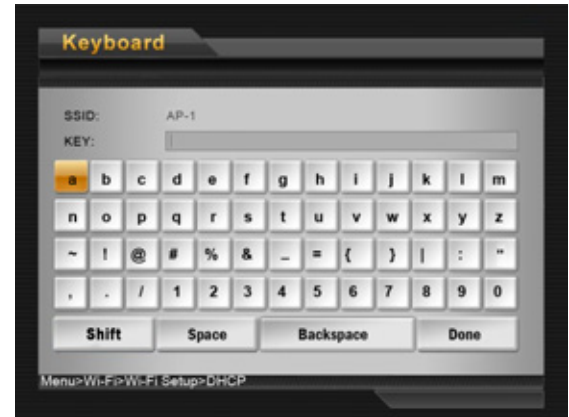 Keyboard
SSID: AP-1
KEY:
a b c d e f g h i j k l m
n o p q r s t u v w x y z
~ ! @ # % & _ = { } | : "
, . / 1 2 3 4 5 6 7 8 9 0
Shift Space Backspace Done
Menu>Wi-Fi>Wi-Fi Setup>DHCP